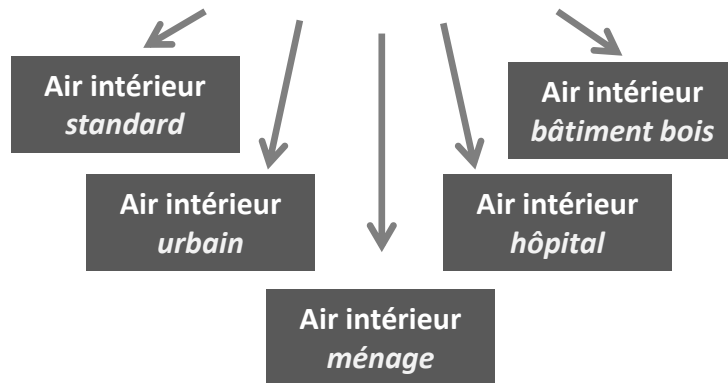 Air intérieur
standard
Air intérieur
bâtiment bois
Air intérieur
urbain
Air intérieur
hôpital
Air intérieur
ménage